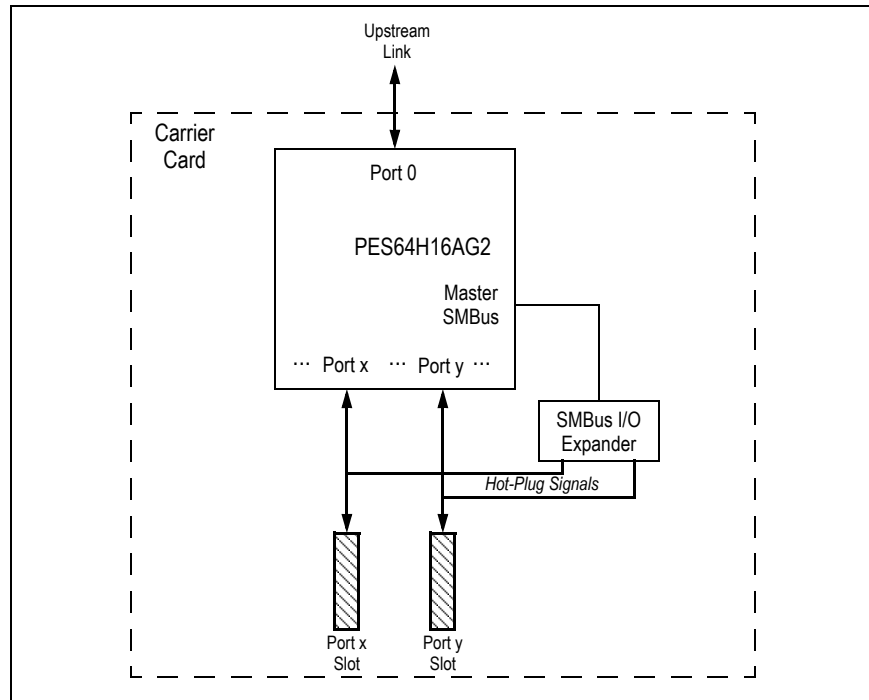 Upstream
Link
Carrier
Card
Port 0
PES64H16AG2
Master
SMBus
··· Port x ··· Port y ···
SMBus I/O
Expander
Hot-Plug Signals
Port x
Slot
Port y
Slot